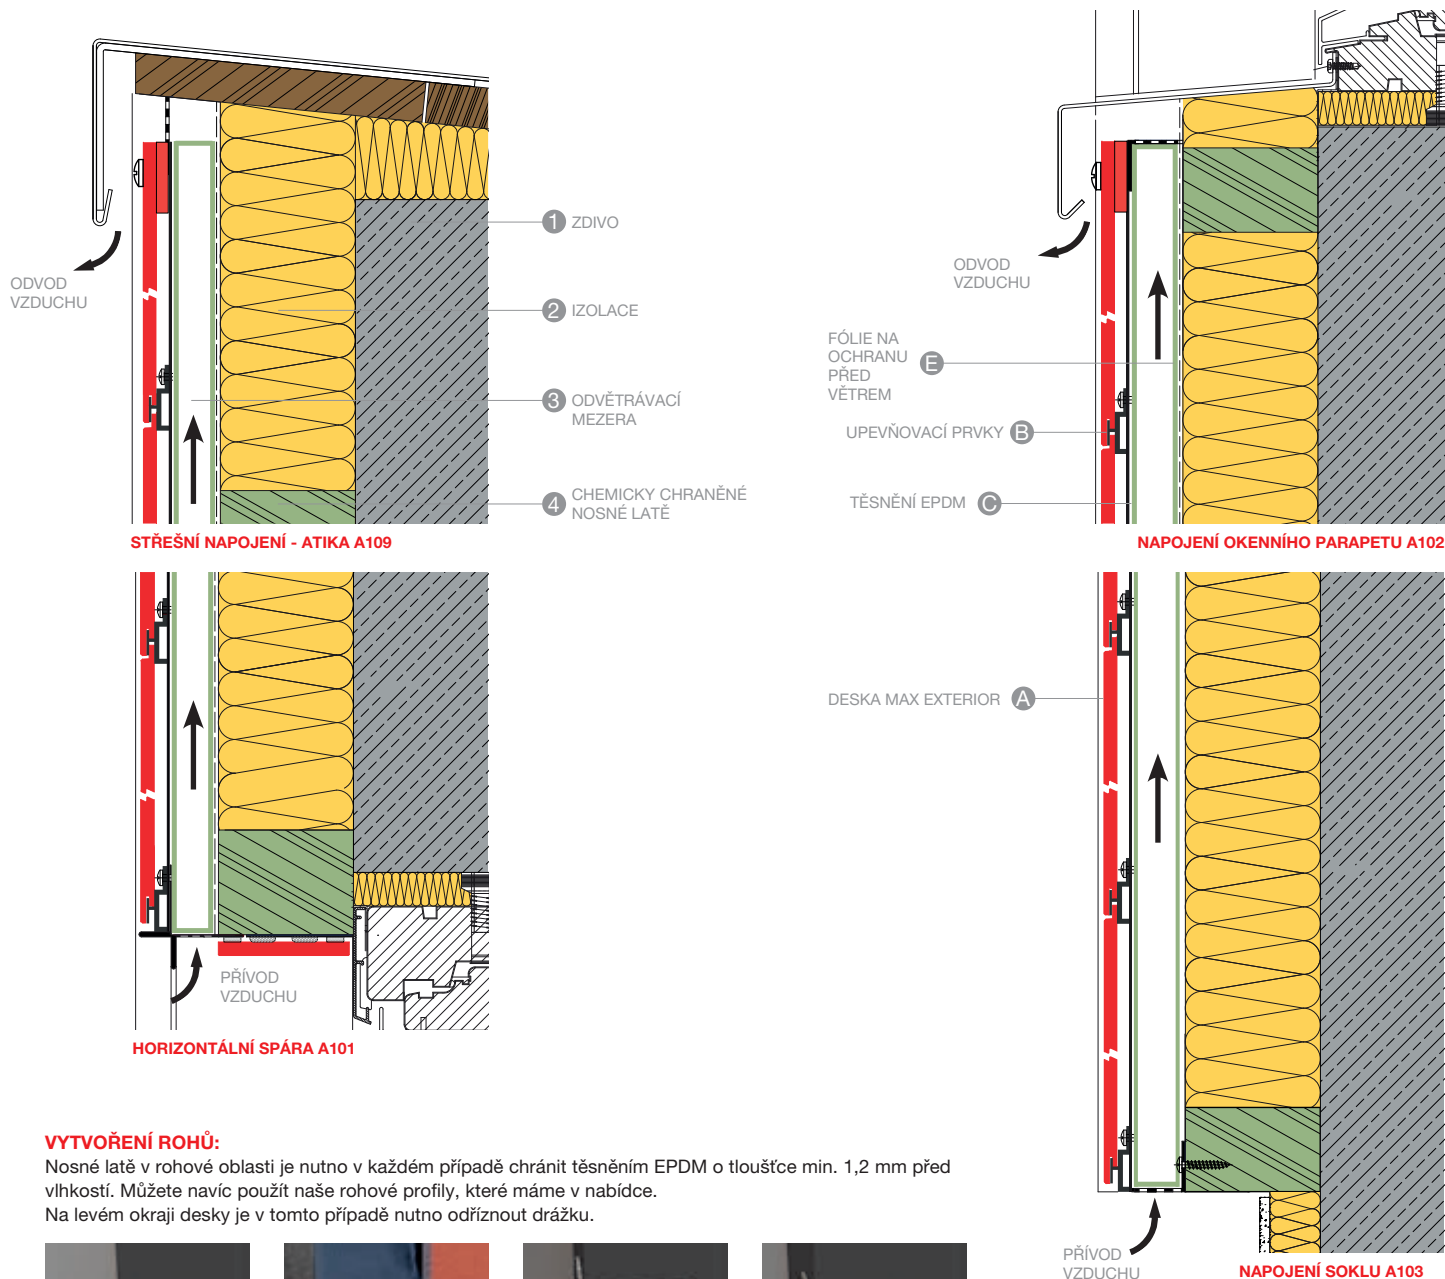 1 ZDIVO
ODVOD
VZDUCHU
2 IZOLACE
3 ODVĚTRÁVACÍ
MEZERA
4 CHEMICKY CHRANĚNÉ
NOSNÉ LATĚ
STŘEŠNÍ NAPOJENÍ - ATIKA A109
ODVOD
VZDUCHU
FÓLIE NA
OCHRANU E
PŘED
VĚTREM
UPEVŇOVACÍ PRVKY B
TĚSNĚNÍ EPDM C
NAPOJENÍ OKENNÍHO PARAPETU A102
DESKA MAX EXTERIOR A
PŘÍVOD
VZDUCHU
HORIZONTÁLNÍ SPÁRA A101
VYTVOŘENÍ ROHŮ:
Nosné latě v rohové oblasti je nutno v každém případě chránit těsněním EPDM o tloušťce min. 1,2 mm před
vlhkostí. Můžete navíc použít naše rohové profily, které máme v nabídce.
Na levém okraji desky je v tomto případě nutno odříznout drážku.
PŘÍVOD
VZDUCHU
NAPOJENÍ SOKLU A103